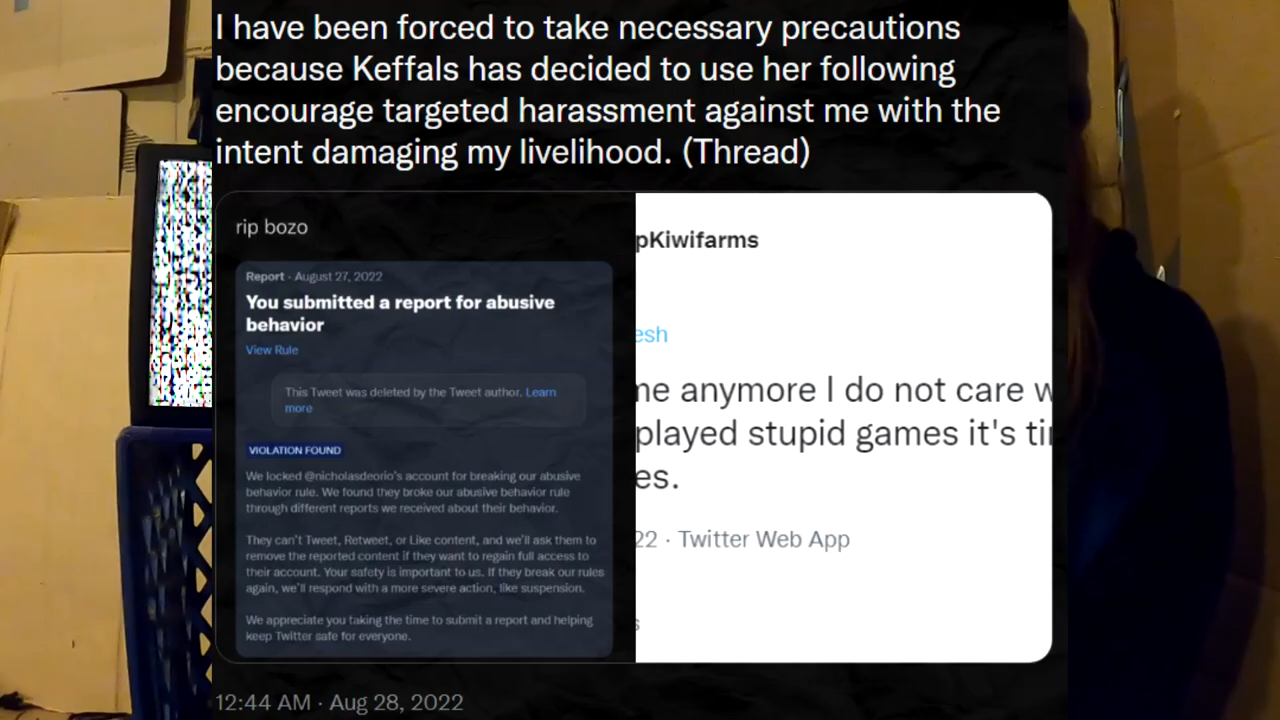 I have been forced to take necessary precautions
because Keffals has decided to use her following
encourage targeted harassment against me with the
intent damaging my livelihood. (Thread)
rip bozo
Report · August 27, 2022
You submitted a report for abusive
behavior
View Rule
This Tweet was deleted by the Tweet author. Learn
more
VIOLATION FOUND
We locked @nicholasdeorio's account for breaking our abusive
behavior rule. We found they broke our abusive behavior rule
through different reports we received about their behavior.
They can't Tweet, Retweet, or Like content, and we'll ask them to
remove the reported content if they want to regain full access to
their account. Your safety is important to us. If they break our rules
again, we'll respond with a more severe action, like suspension.
We appreciate you taking the time to submit a report and helping
keep Twitter safe for everyone.
pKiwifarms
esh
me anymore I do not care w
played stupid games it's ti
es.
22 · Twitter Web App
s
12:44 AM · Aug 28, 2022